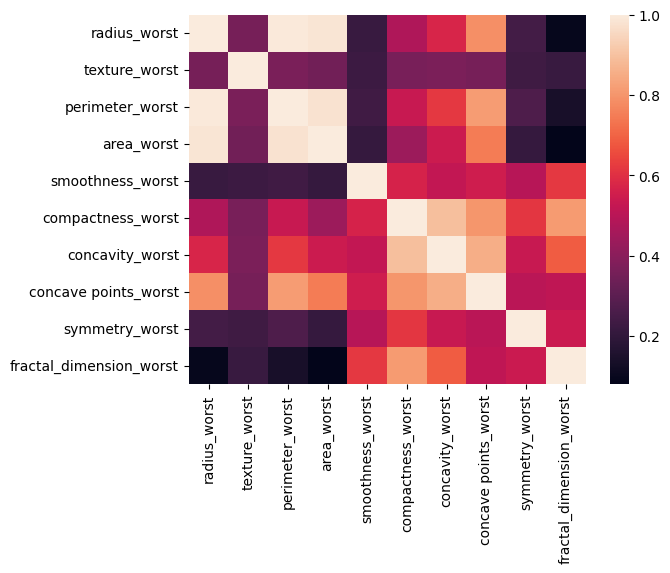 radius_worst
texture_worst
perimeter_worst
area_worst
smoothness_worst
compactness_worst
concavity_worst
concave points_worst
symmetry_worst
fractal_dimension_worst
radius_worst
texture_worst
perimeter_worst
area_worst
smoothness_worst
compactness_worst
concavity_worst
concave points_worst
symmetry_worst
fractal_dimension_worst
1.0
0.8
0.6
0.4
0.2